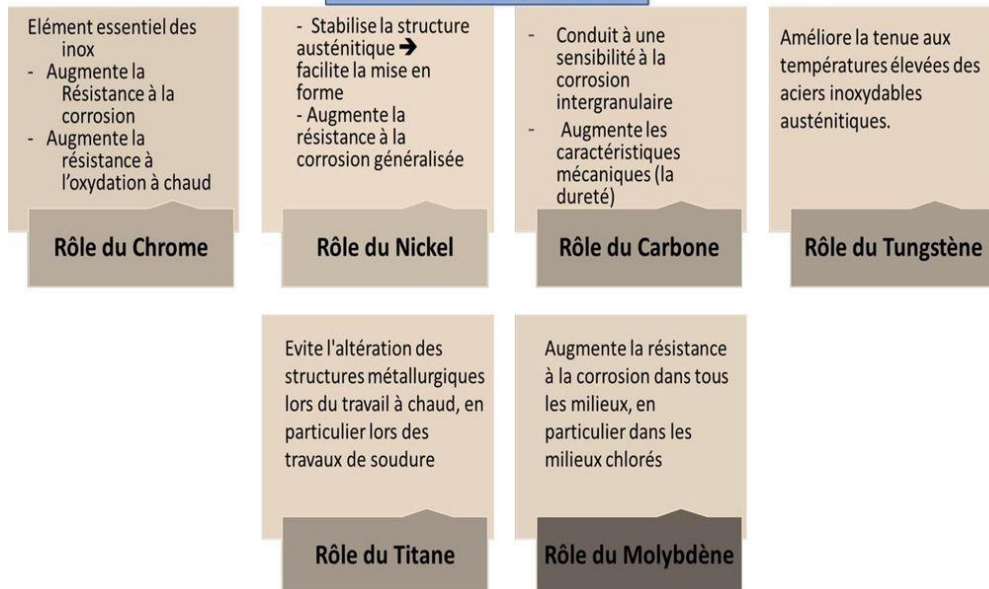 Elément essentiel des
inox
- Augmente la
Résistance à la
corrosion
- Augmente la
résistance à
l'oxydation à chaud
Rôle du Chrome
- Stabilise la structure
austénitique ➔
facilite la mise en
forme
- Augmente la
résistance à la
corrosion généralisée
Rôle du Nickel
- Conduit à une
sensibilité à la
corrosion
intergranulaire
- Augmente les
caractéristiques
mécaniques (la
dureté)
Rôle du Carbone
Améliore la tenue aux
températures élevées des
aciers inoxydables
austénitiques.
Rôle du Tungstène
Evite l'altération des
structures métallurgiques
lors du travail à chaud, en
particulier lors des
travaux de soudure
Rôle du Titane
Augmente la résistance
à la corrosion dans tous
les milieux, en
particulier dans les
milieux chlorés
Rôle du Molybdène